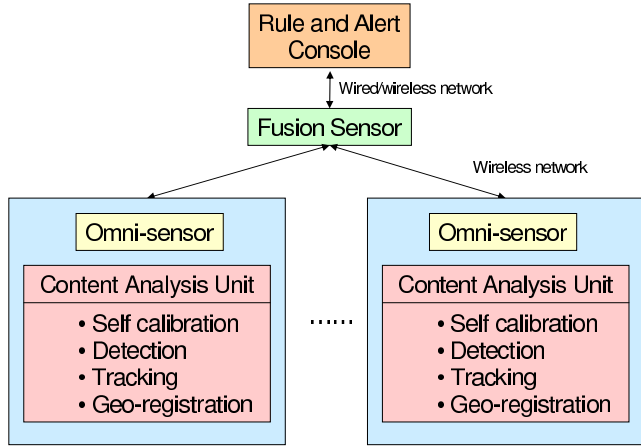 Rule and Alert
Console
Wired/wireless network
Fusion Sensor
Wireless network
Omni-sensor
Content Analysis Unit
• Self calibration
• Detection
• Tracking
• Geo-registration
......
Omni-sensor
Content Analysis Unit
• Self calibration
• Detection
• Tracking
• Geo-registration